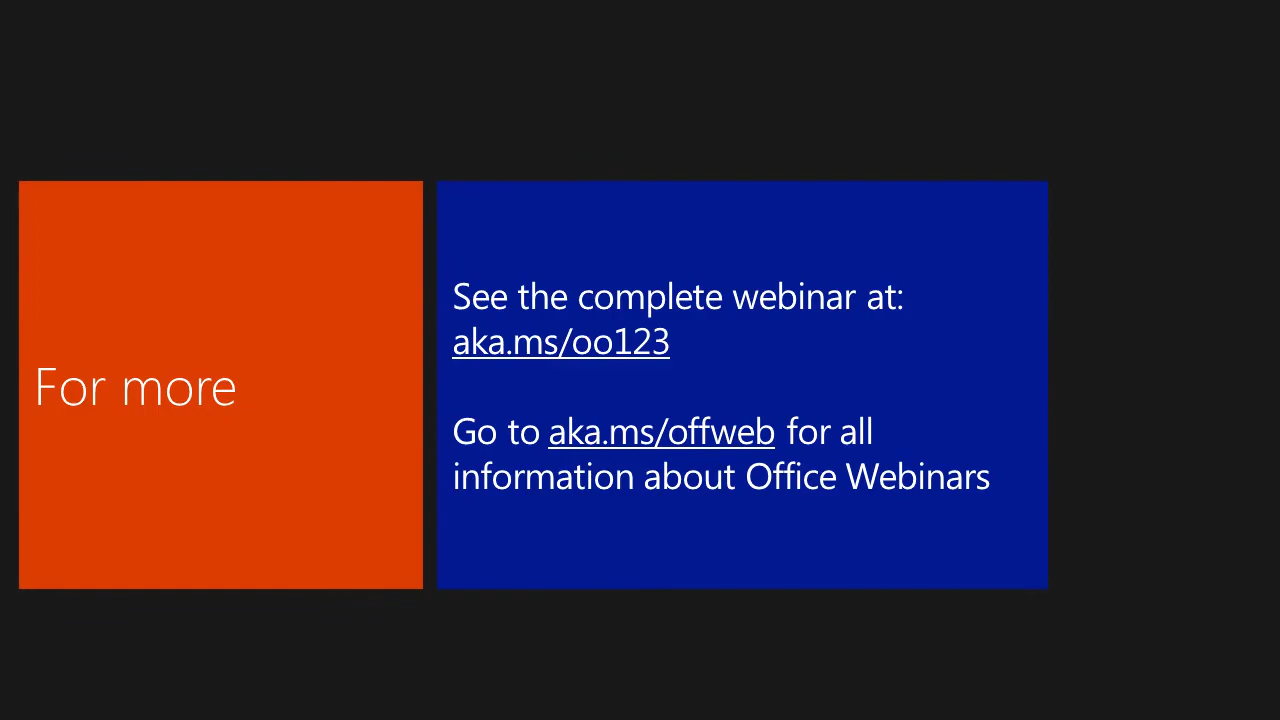 For more
See the complete webinar at:
aka.ms/oo123
Go to aka.ms/offweb for all
information about Office Webinars